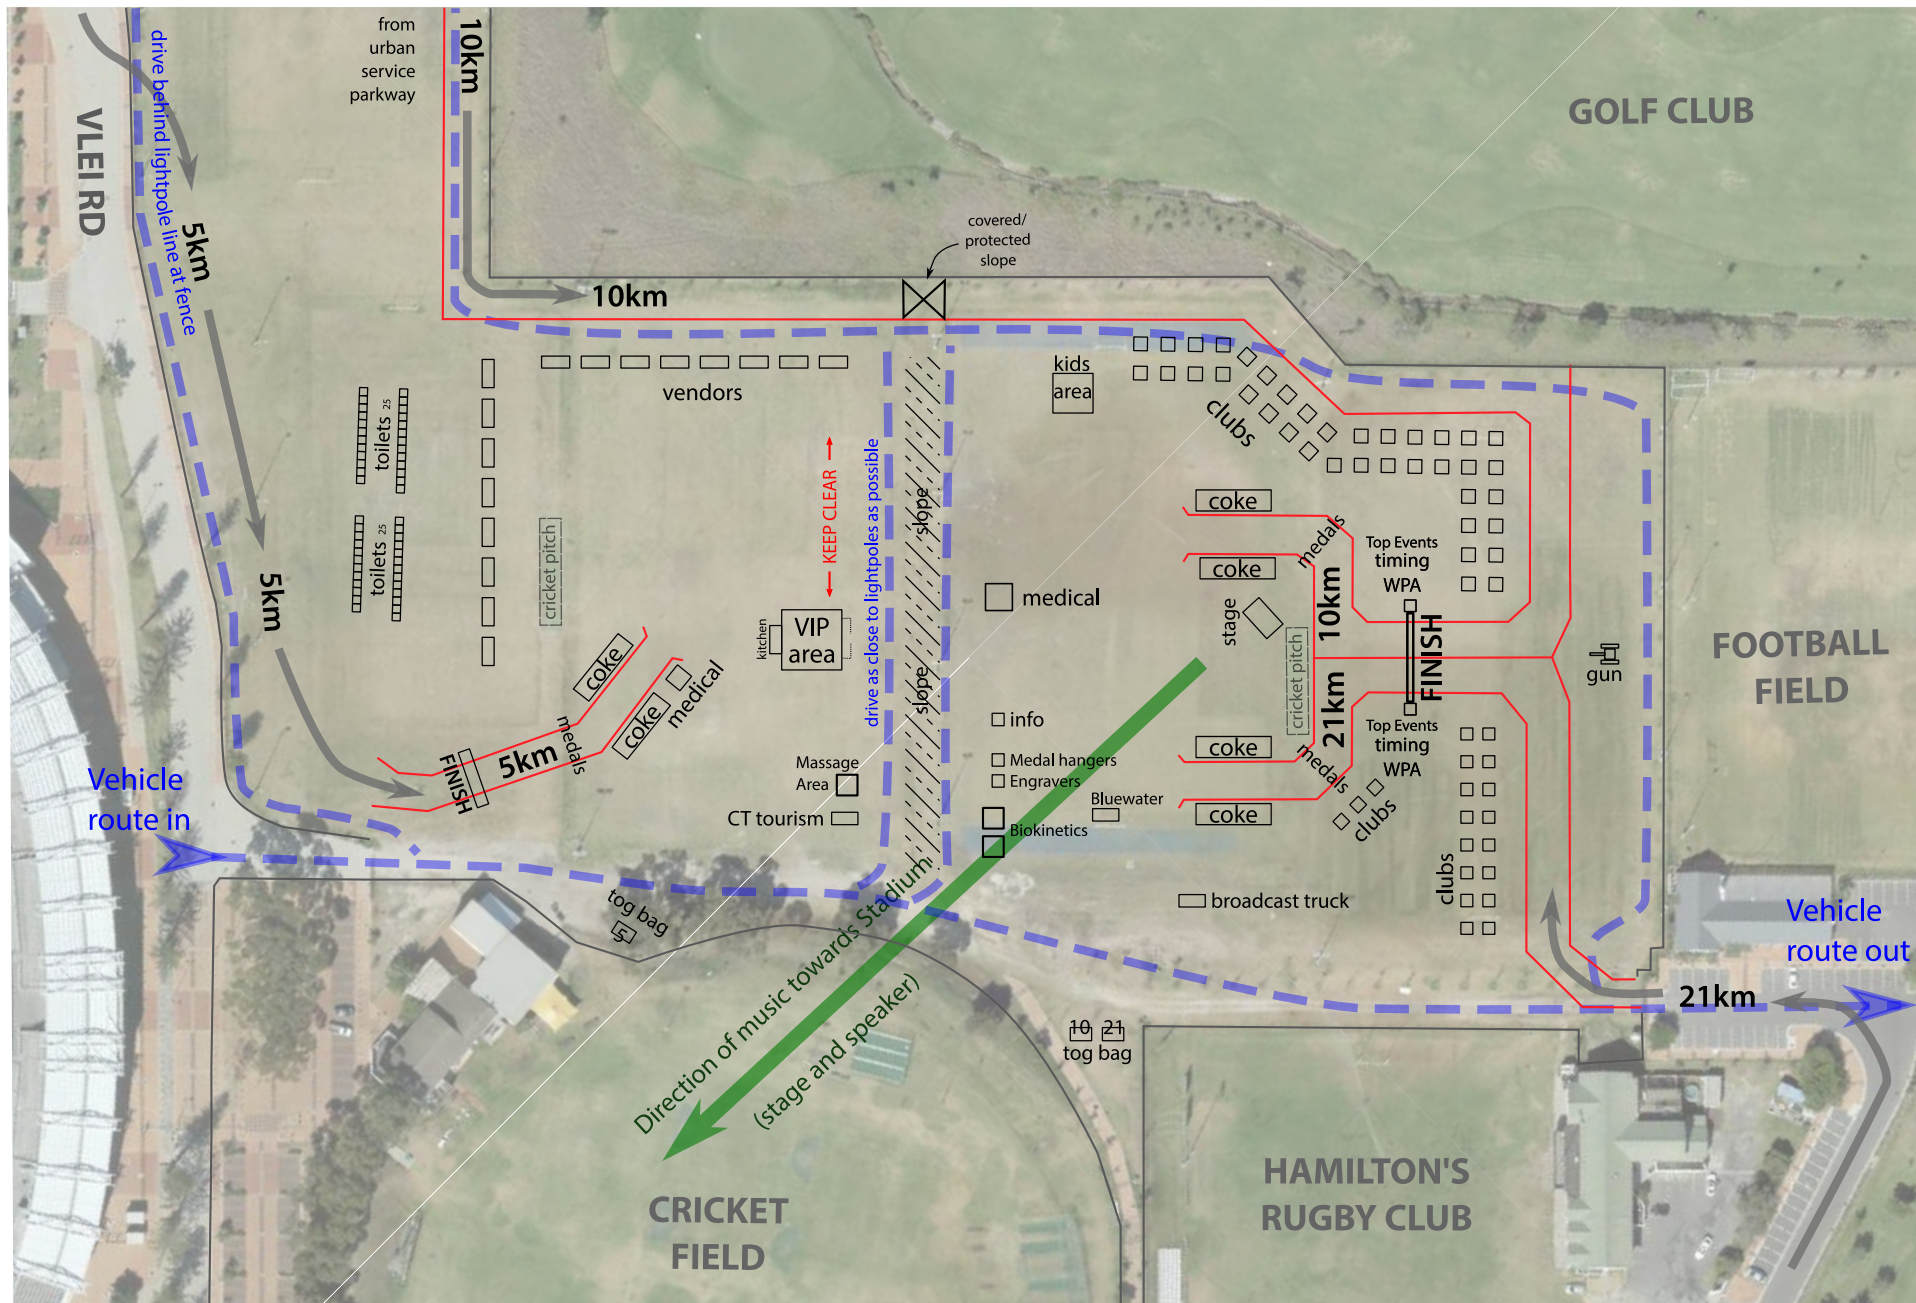 from
urban
service
parkway
10km
drive behind lightpole line at fence
VLEI RD
5km
GOLF CLUB
covered/
protected
slope
10km
vendors
kids
area
clubs
toilets 25
toilets 25
KEEP CLEAR
drive as close to lightpoles as possible
slope
slope
cricket pitch
5km
coke
coke
medals
medals
Top Events
timing
WPA
10km
FINISH
medical
stage
cricket pitch
21km
gun
FOOTBALL
FIELD
kitchen
VIP
area
coke
coke
medical
medals
5km
FINISH
info
Medal hangers
Engravers
Biokinetics
Bluewater
Massage
Area
CT tourism
coke
coke
medals
Top Events
timing
WPA
clubs
clubs
broadcast truck
Vehicle
route in
tog bag
5
Vehicle
route out
21km
10 21
tog bag
Direction of music towards Stadium
(stage and speaker)
CRICKET
FIELD
HAMILTON'S
RUGBY CLUB